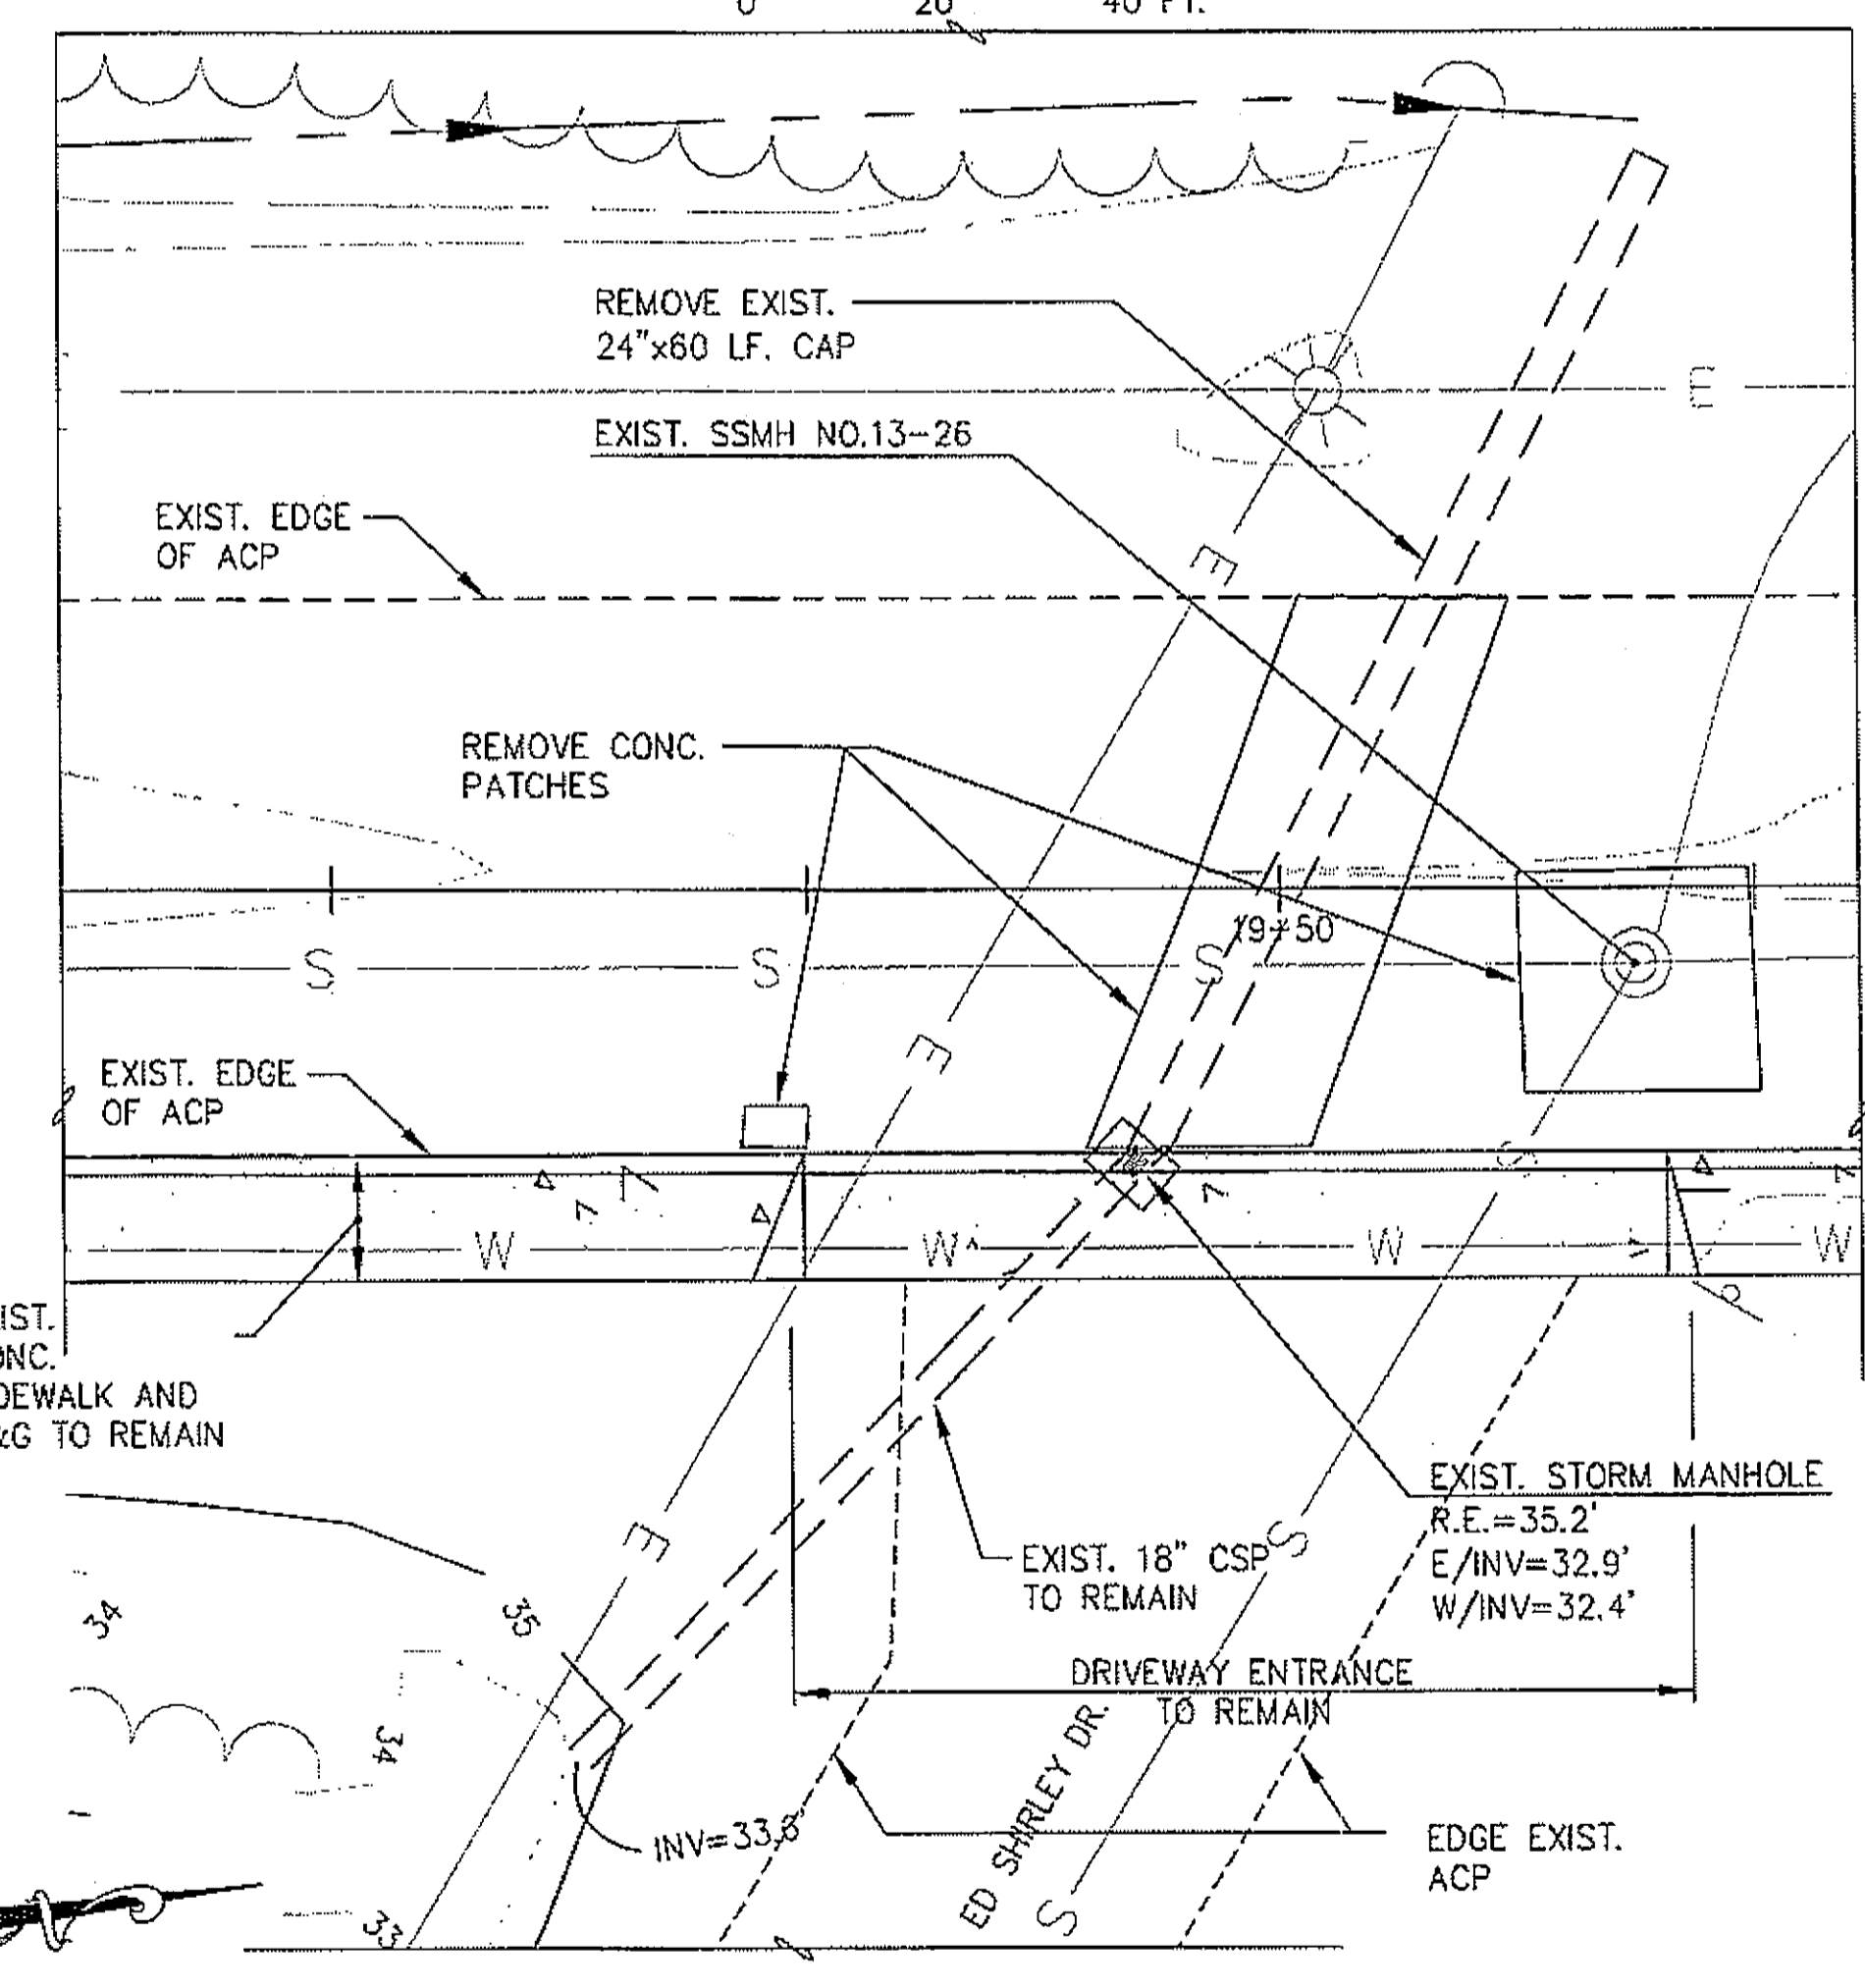 0 20 40 FT.
REMOVE EXIST.
24"x60 LF. CAP
E
EXIST. SSMH NO.13-26
EXIST. EDGE
OF ACP
E
REMOVE CONC.
PATCHES
19+50
S S S
E
EXIST. EDGE
OF ACP
S
W W W W
IST.
ONC.
DEWALK AND
&G TO REMAIN
EXIST. STORM MANHOLE
R.E.=35.2'
E/INV=32.9'
W/INV=32.4'
E
S
EXIST. 18" CSP
TO REMAIN
34
35
DRIVEWAY ENTRANCE
TO REMAIN
34
ED SHIRLEY DR.
EDGE EXIST.
ACP
S
33